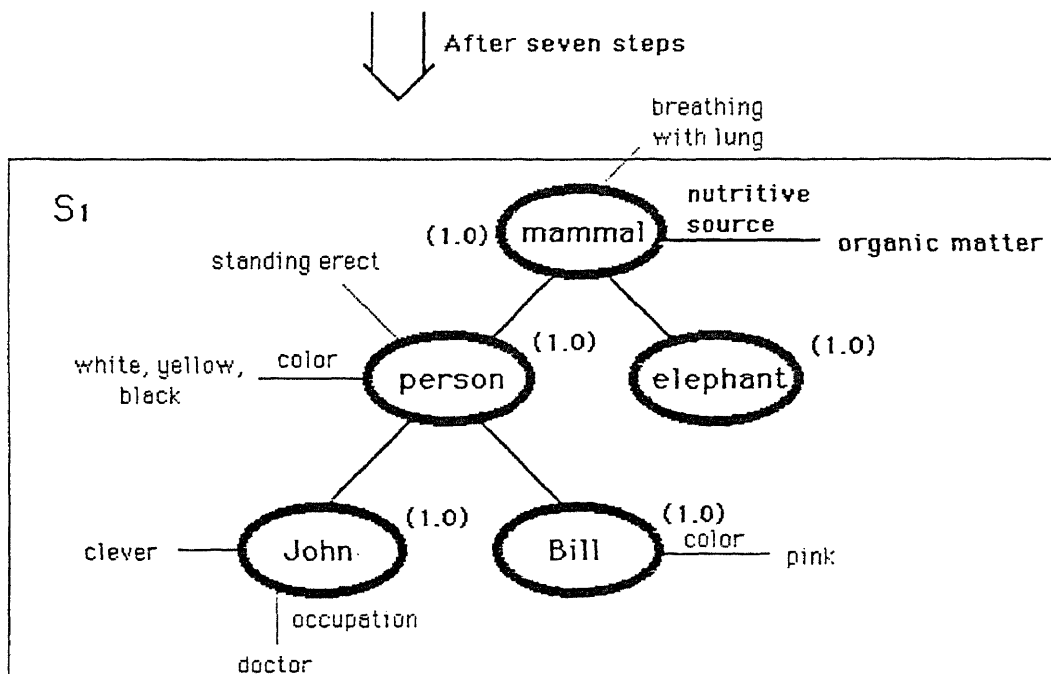 After seven steps
breathing
with lung
S1
nutritive
source
(1.0)
mammal
organic matter
standing erect
(1.0)
(1.0)
white, yellow,
black
color
person
elephant
(1.0)
(1.0)
clever
John
Bill
color
pink
occupation
doctor